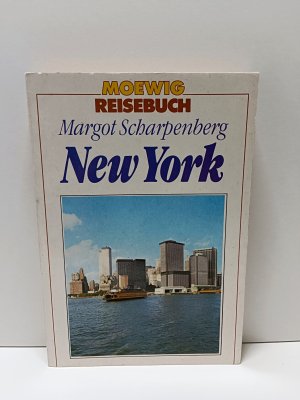 MOEWIG
REISEBUCH
Margot Scharpenberg
New York